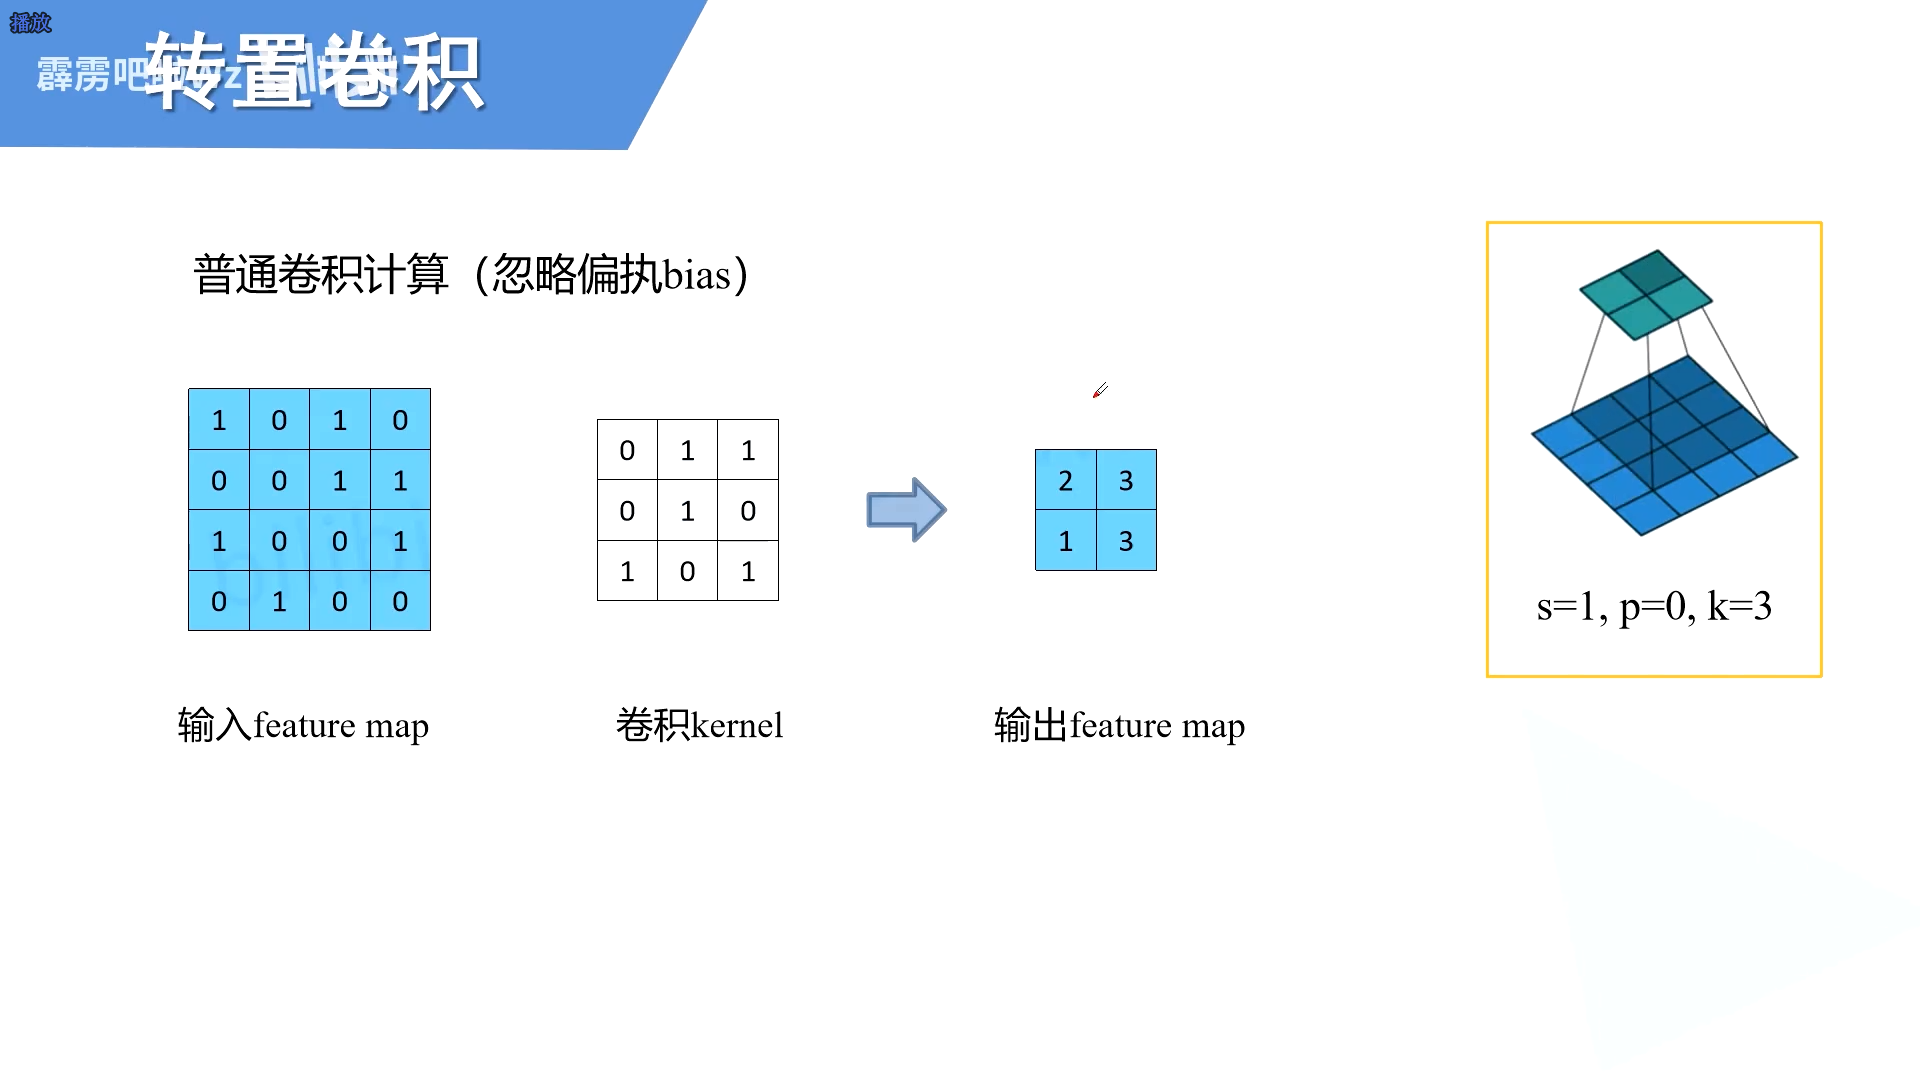 播放
转置卷积
普通卷积计算（忽略偏执bias）
1 0 1 0
0 0 1 1
1 0 0 1
0 1 0 0
0 1 1
0 1 0
1 0 1
2 3
1 3
s=1, p=0, k=3
输入feature map
卷积kernel
输出feature map